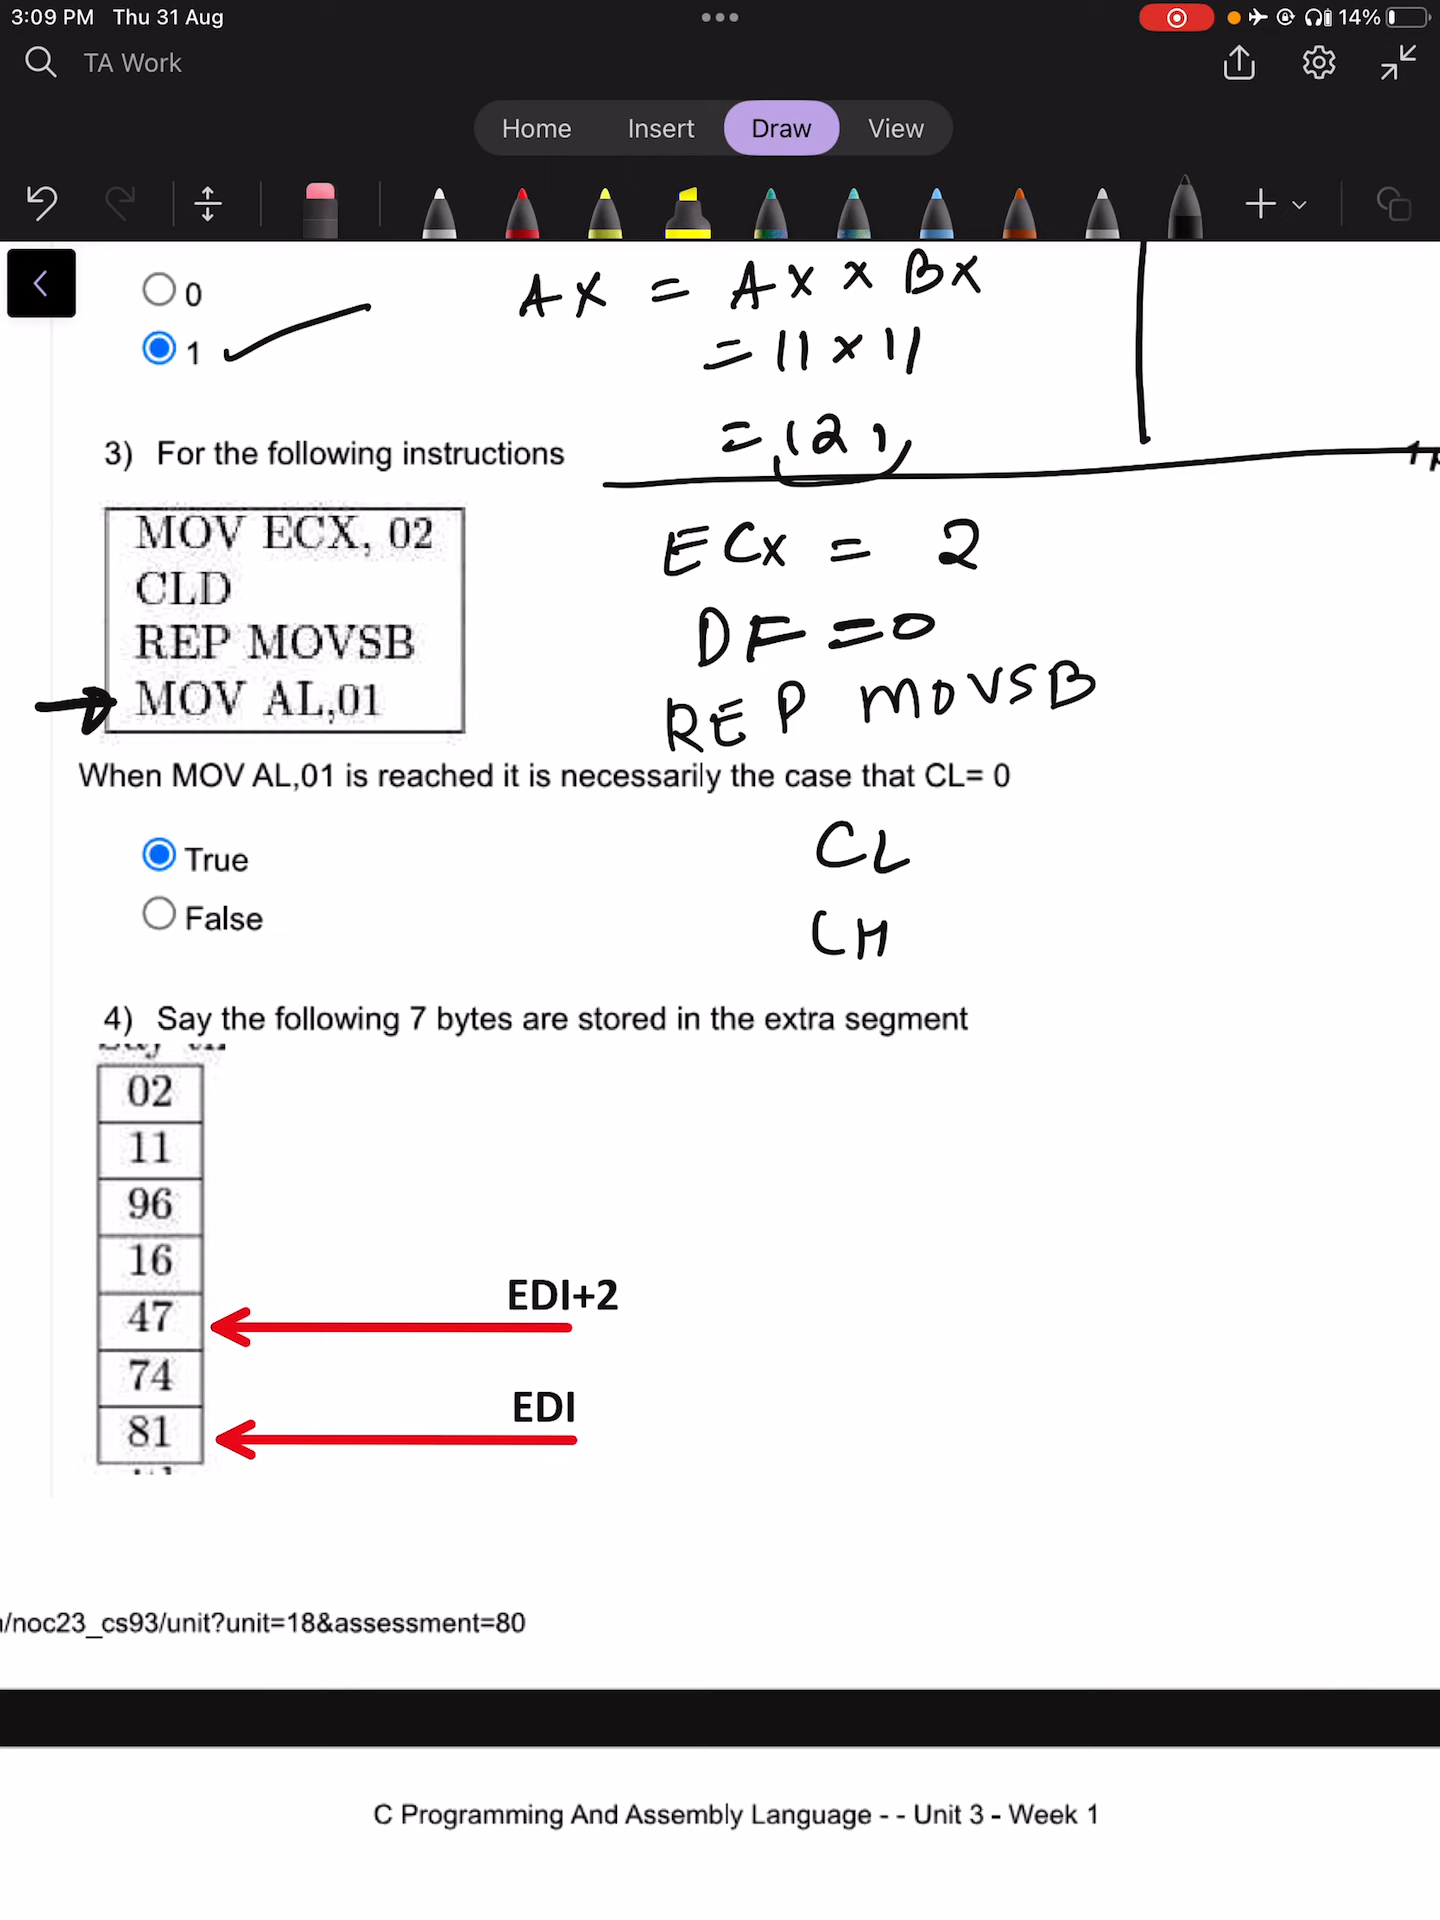 3:09 PM Thu 31 Aug
14%
TA Work
Home Insert Draw View
0
1
AX = AX x BX
= 11 x 11
= 121
3) For the following instructions
MOV ECX, 02
CLD
REP MOVSB
MOV AL,01
ECX = 2
DF = 0
REP MOVSB
When MOV AL,01 is reached it is necessarily the case that CL= 0
True
False
CL
CH
4) Say the following 7 bytes are stored in the extra segment
02
11
96
16
47
74
81
EDI+2
EDI
/noc23_cs93/unit?unit=18&assessment=80
C Programming And Assembly Language - - Unit 3 - Week 1